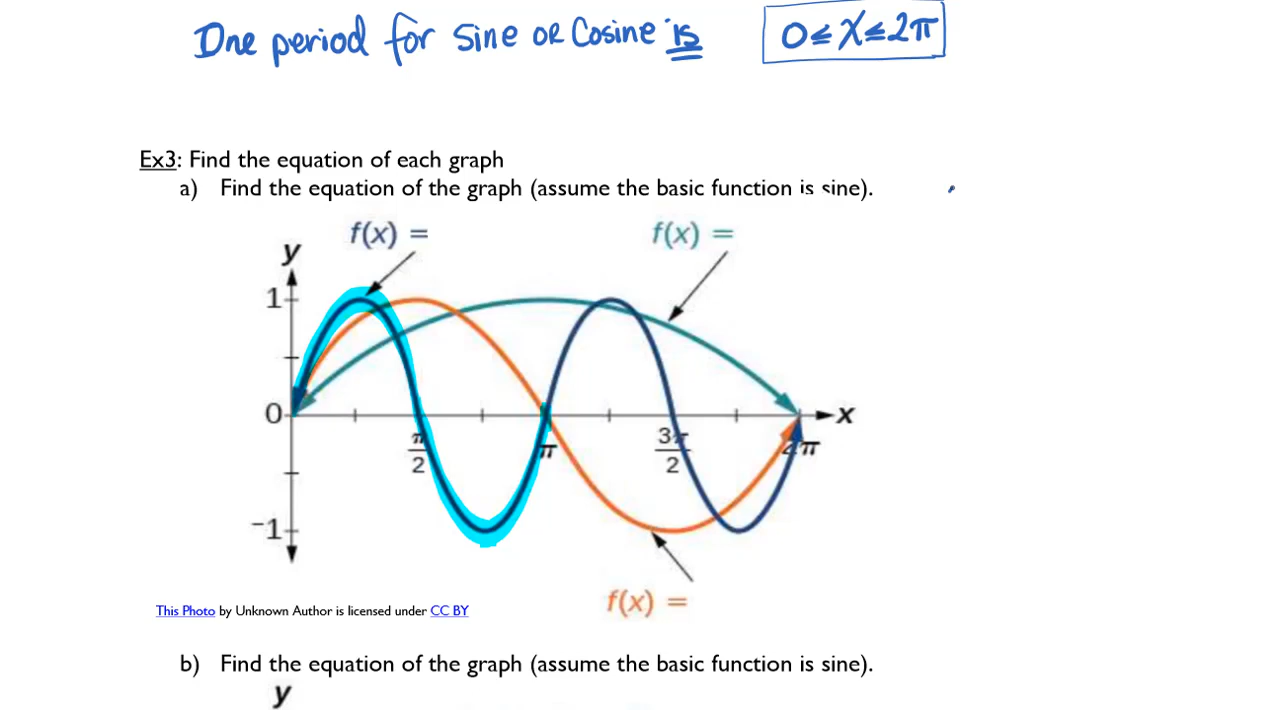 One period for Sine or Cosine is 0≤X≤2π
Ex3: Find the equation of each graph
a) Find the equation of the graph (assume the basic function is sine).
f(x) = f(x) =
y
1
0 x
π/2 π 3π/2 2π
-1
f(x) =
This Photo by Unknown Author is licensed under CC BY
b) Find the equation of the graph (assume the basic function is sine).
y